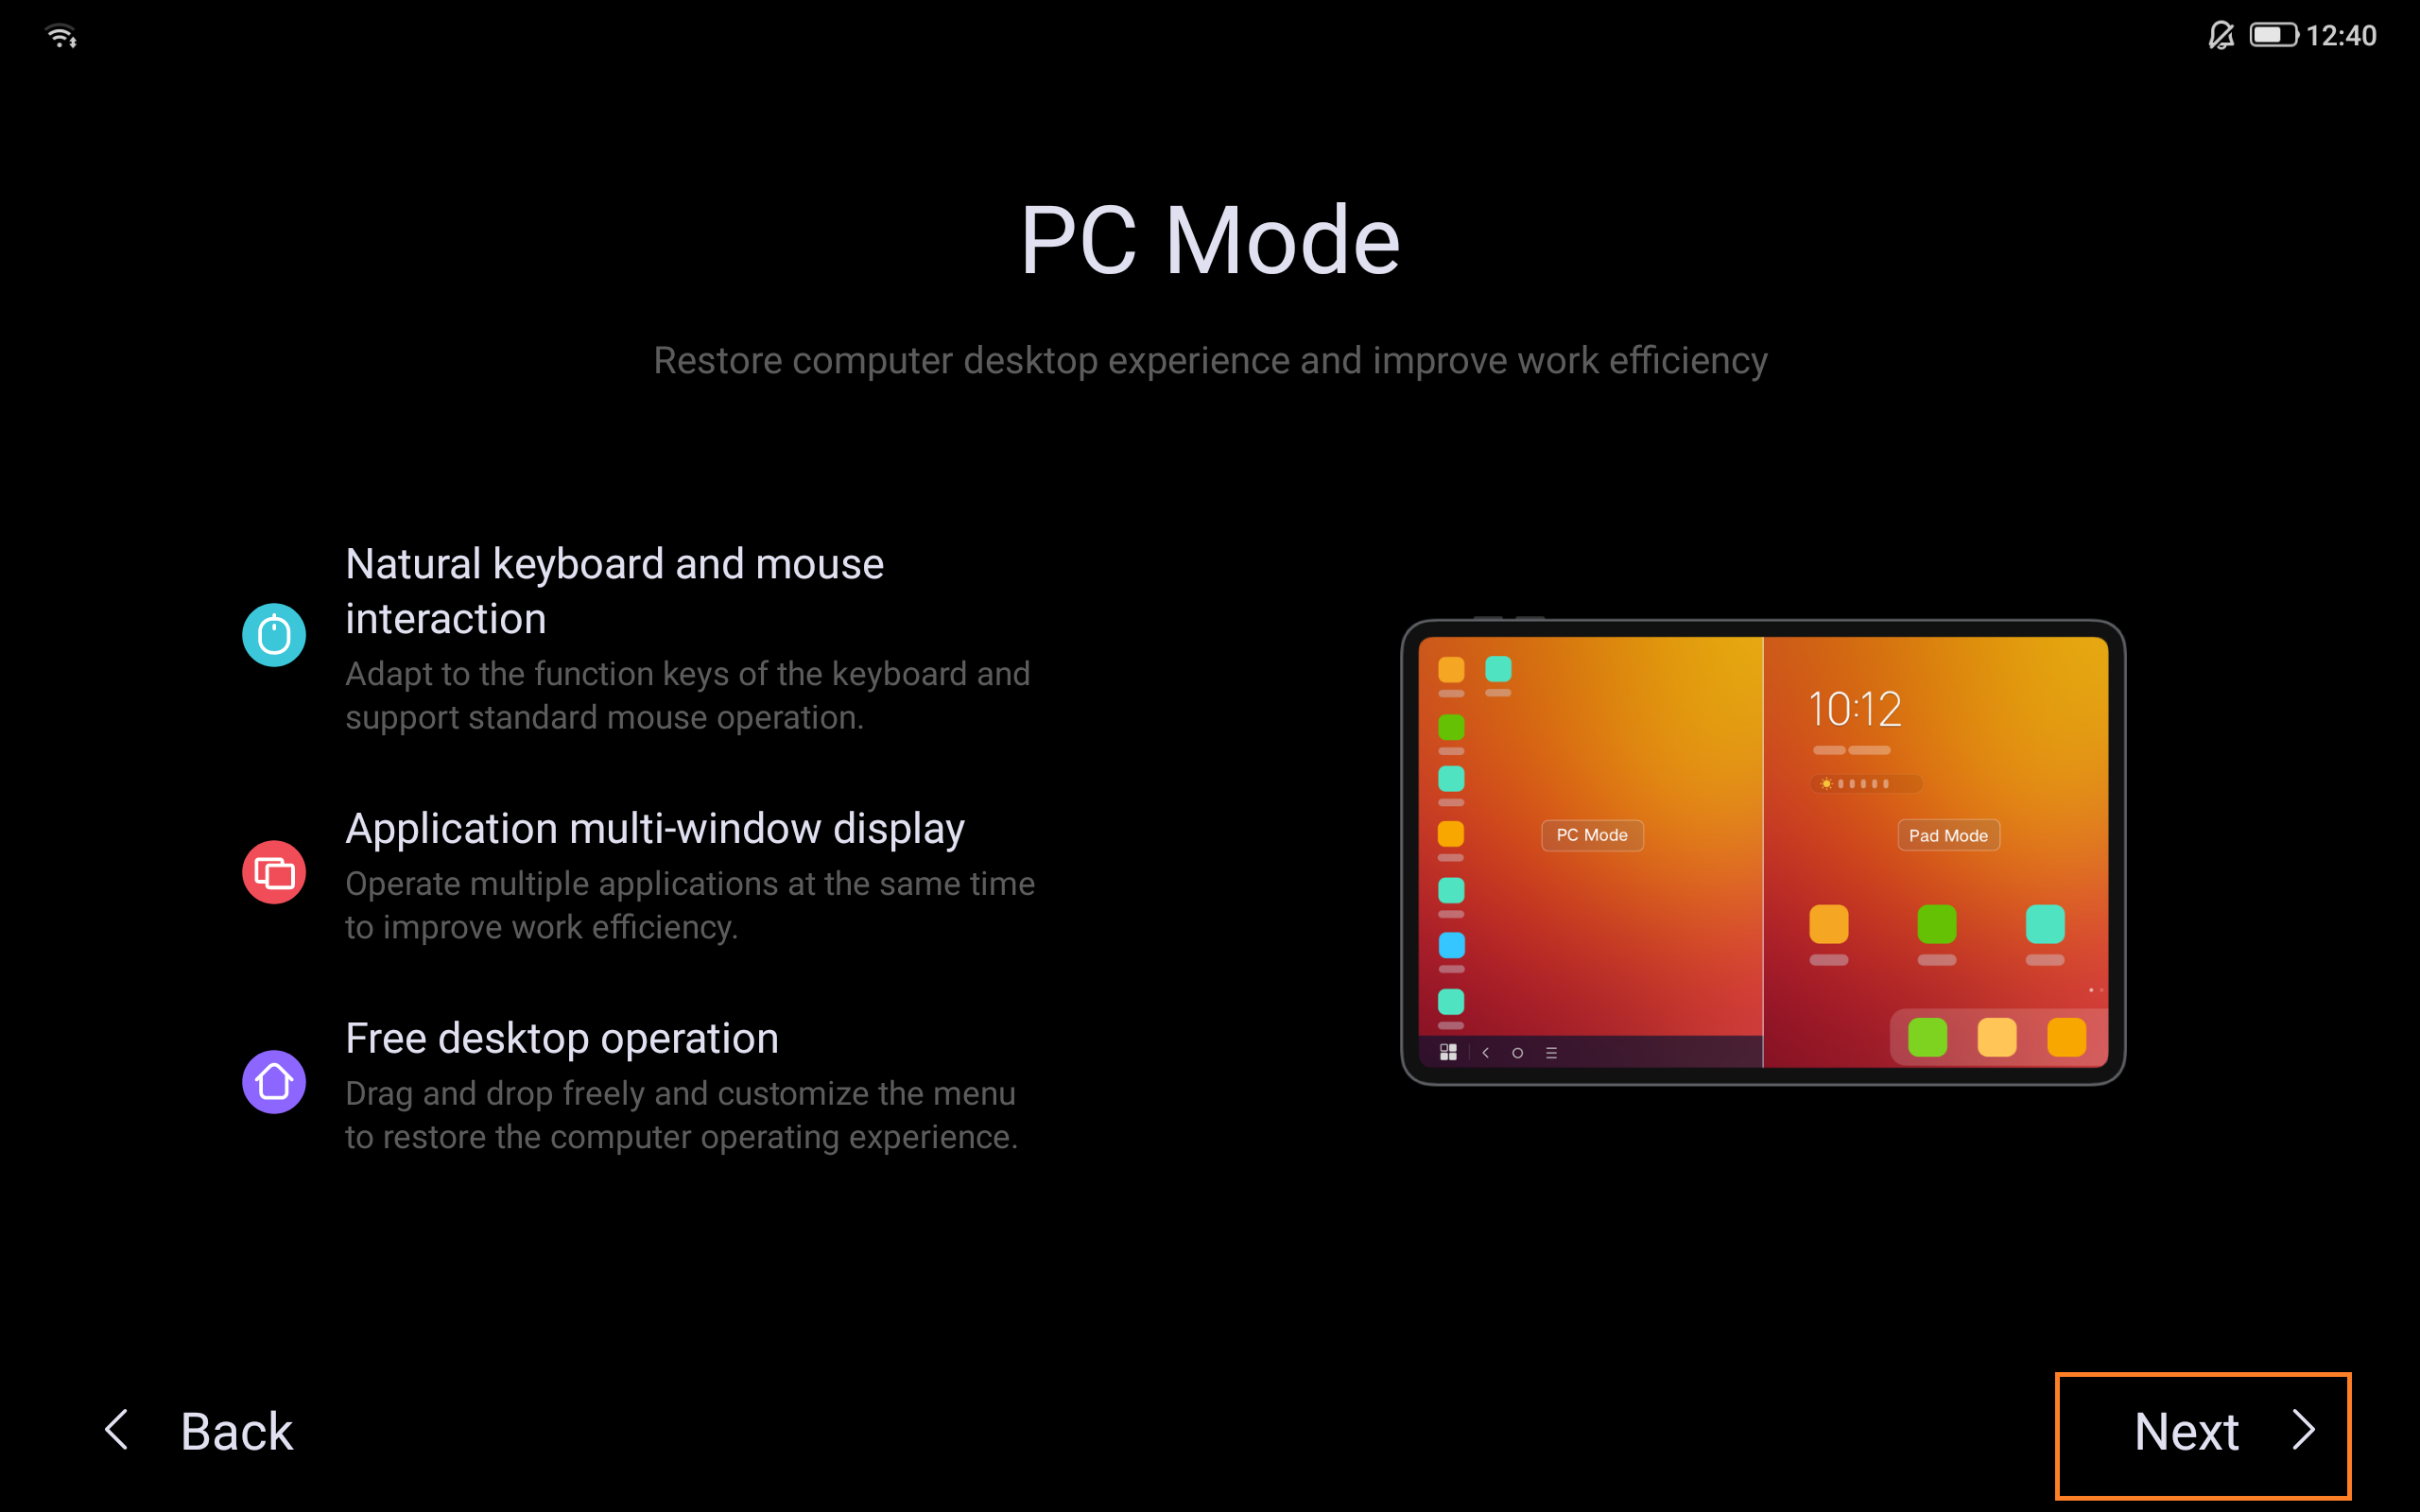 12:40
PC Mode
Restore computer desktop experience and improve work efficiency
Natural keyboard and mouse
interaction
Adapt to the function keys of the keyboard and
support standard mouse operation.
Application multi-window display
Operate multiple applications at the same time
to improve work efficiency.
Free desktop operation
Drag and drop freely and customize the menu
to restore the computer operating experience.
10:12
PC Mode
Pad Mode
Back
Next